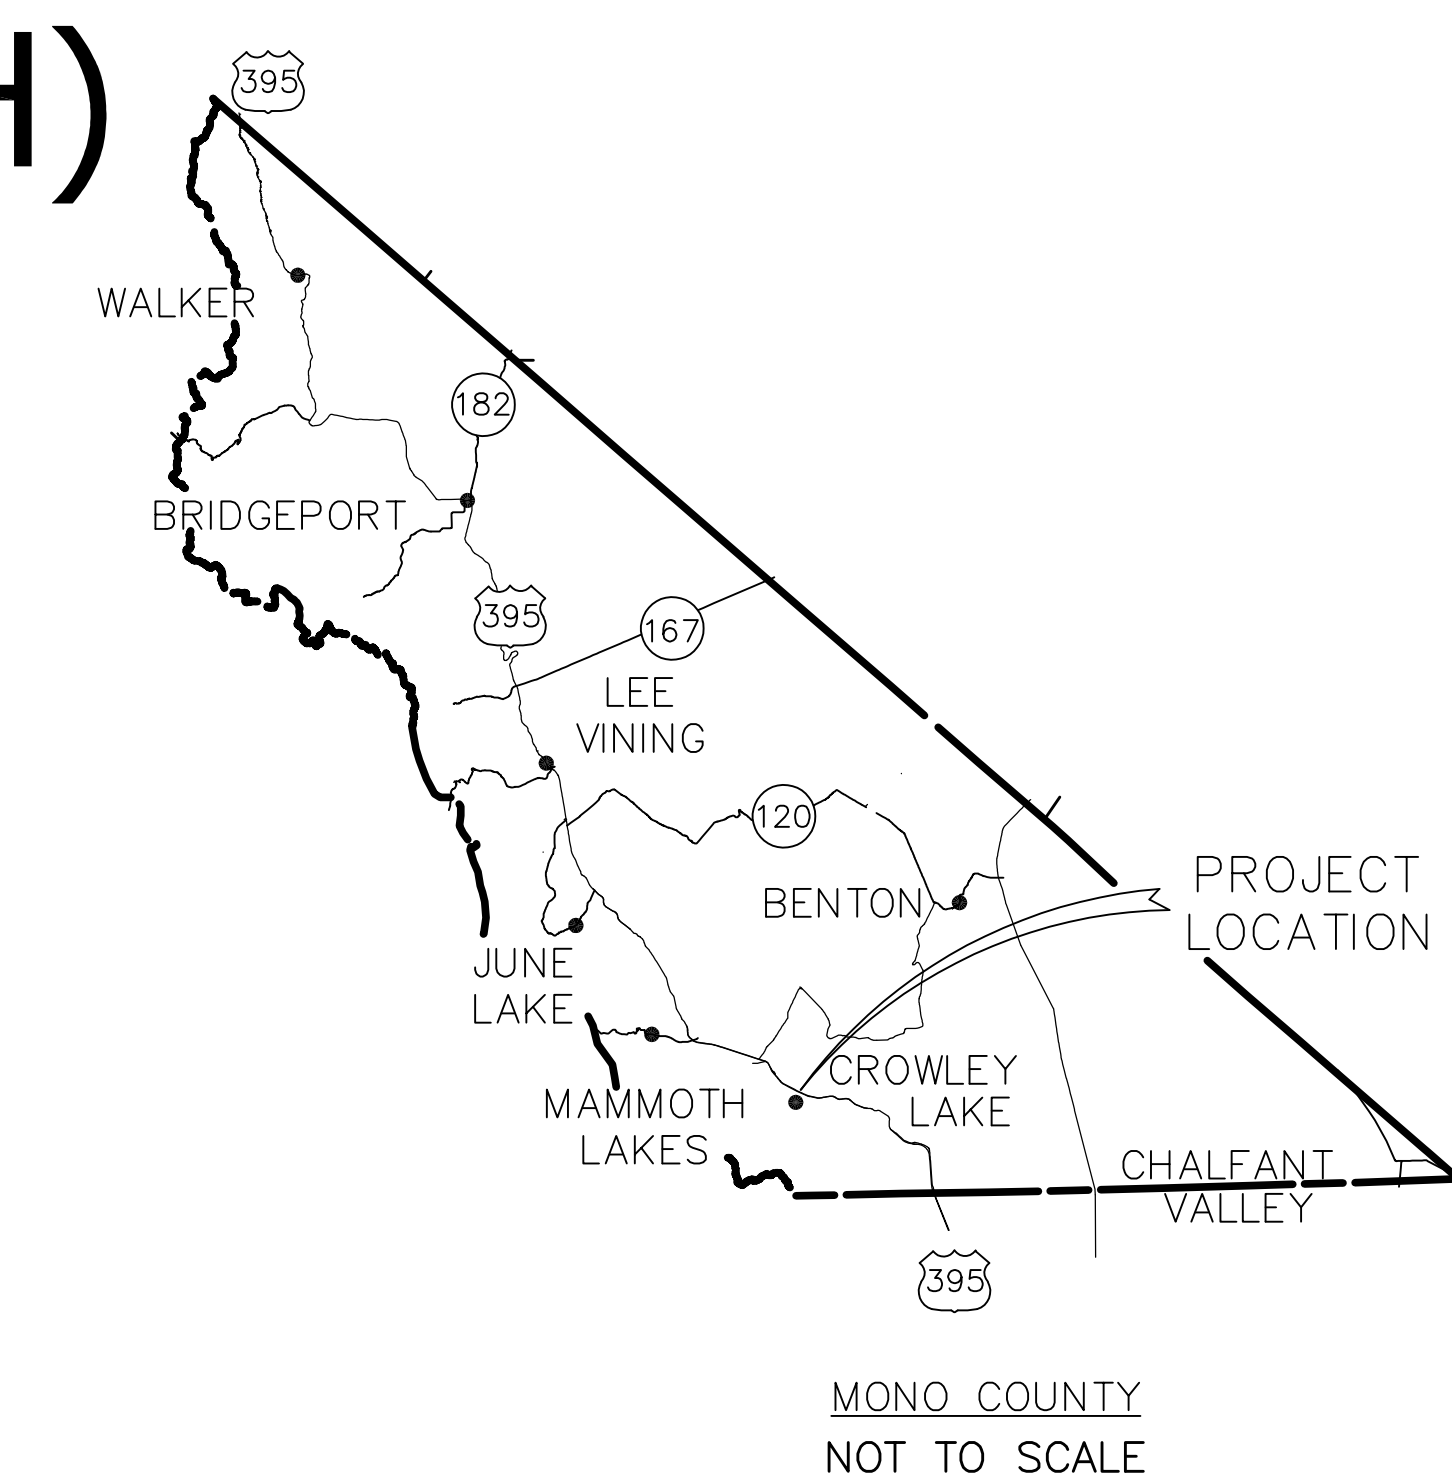 H)
395
WALKER
182
BRIDGEPORT
395
167
LEE
VINING
120
BENTON
PROJECT
LOCATION
JUNE
LAKE
CROWLEY
LAKE
MAMMOTH
LAKES
CHALFANT
VALLEY
395
MONO COUNTY
NOT TO SCALE